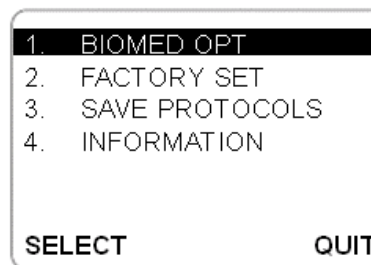 1. BIOMED OPT
2. FACTORY SET
3. SAVE PROTOCOLS
4. INFORMATION
SELECT QUIT